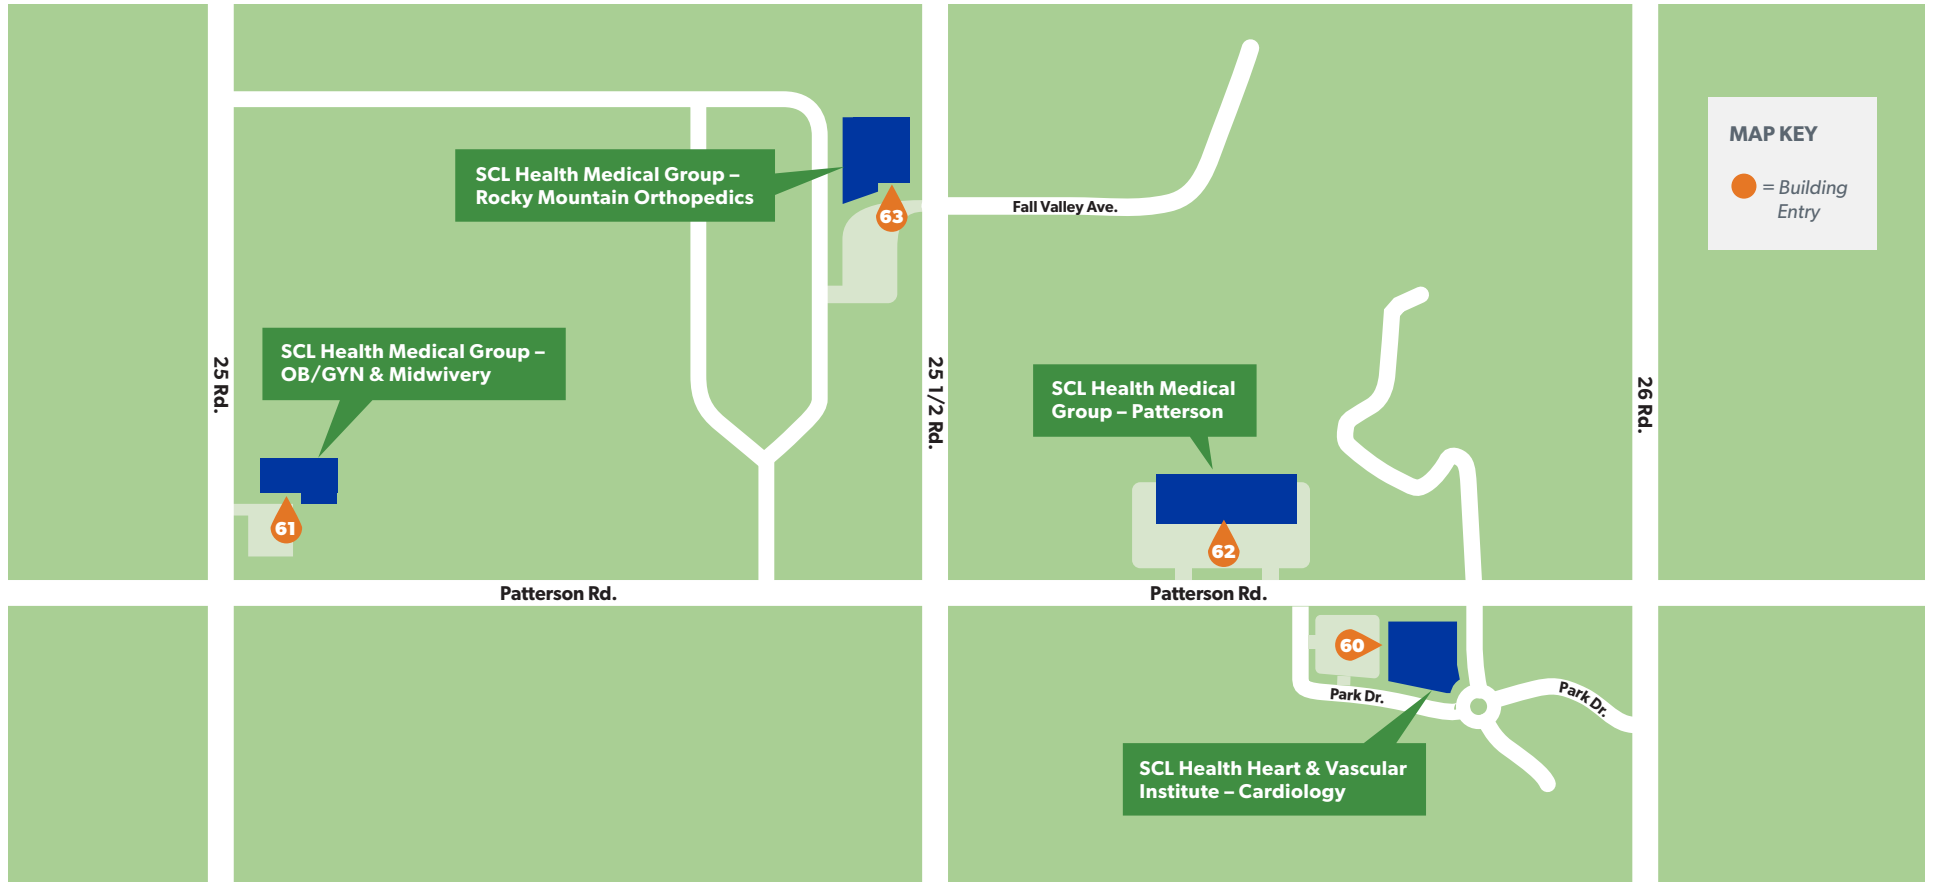 MAP KEY
= Building
Entry
SCL Health Medical Group –
Rocky Mountain Orthopedics
63
Fall Valley Ave.
SCL Health Medical Group –
OB/GYN & Midwivery
25 Rd.
25 1/2 Rd.
26 Rd.
SCL Health Medical
Group – Patterson
61
62
Patterson Rd.
Patterson Rd.
60
Park Dr.
Park Dr.
SCL Health Heart & Vascular
Institute – Cardiology